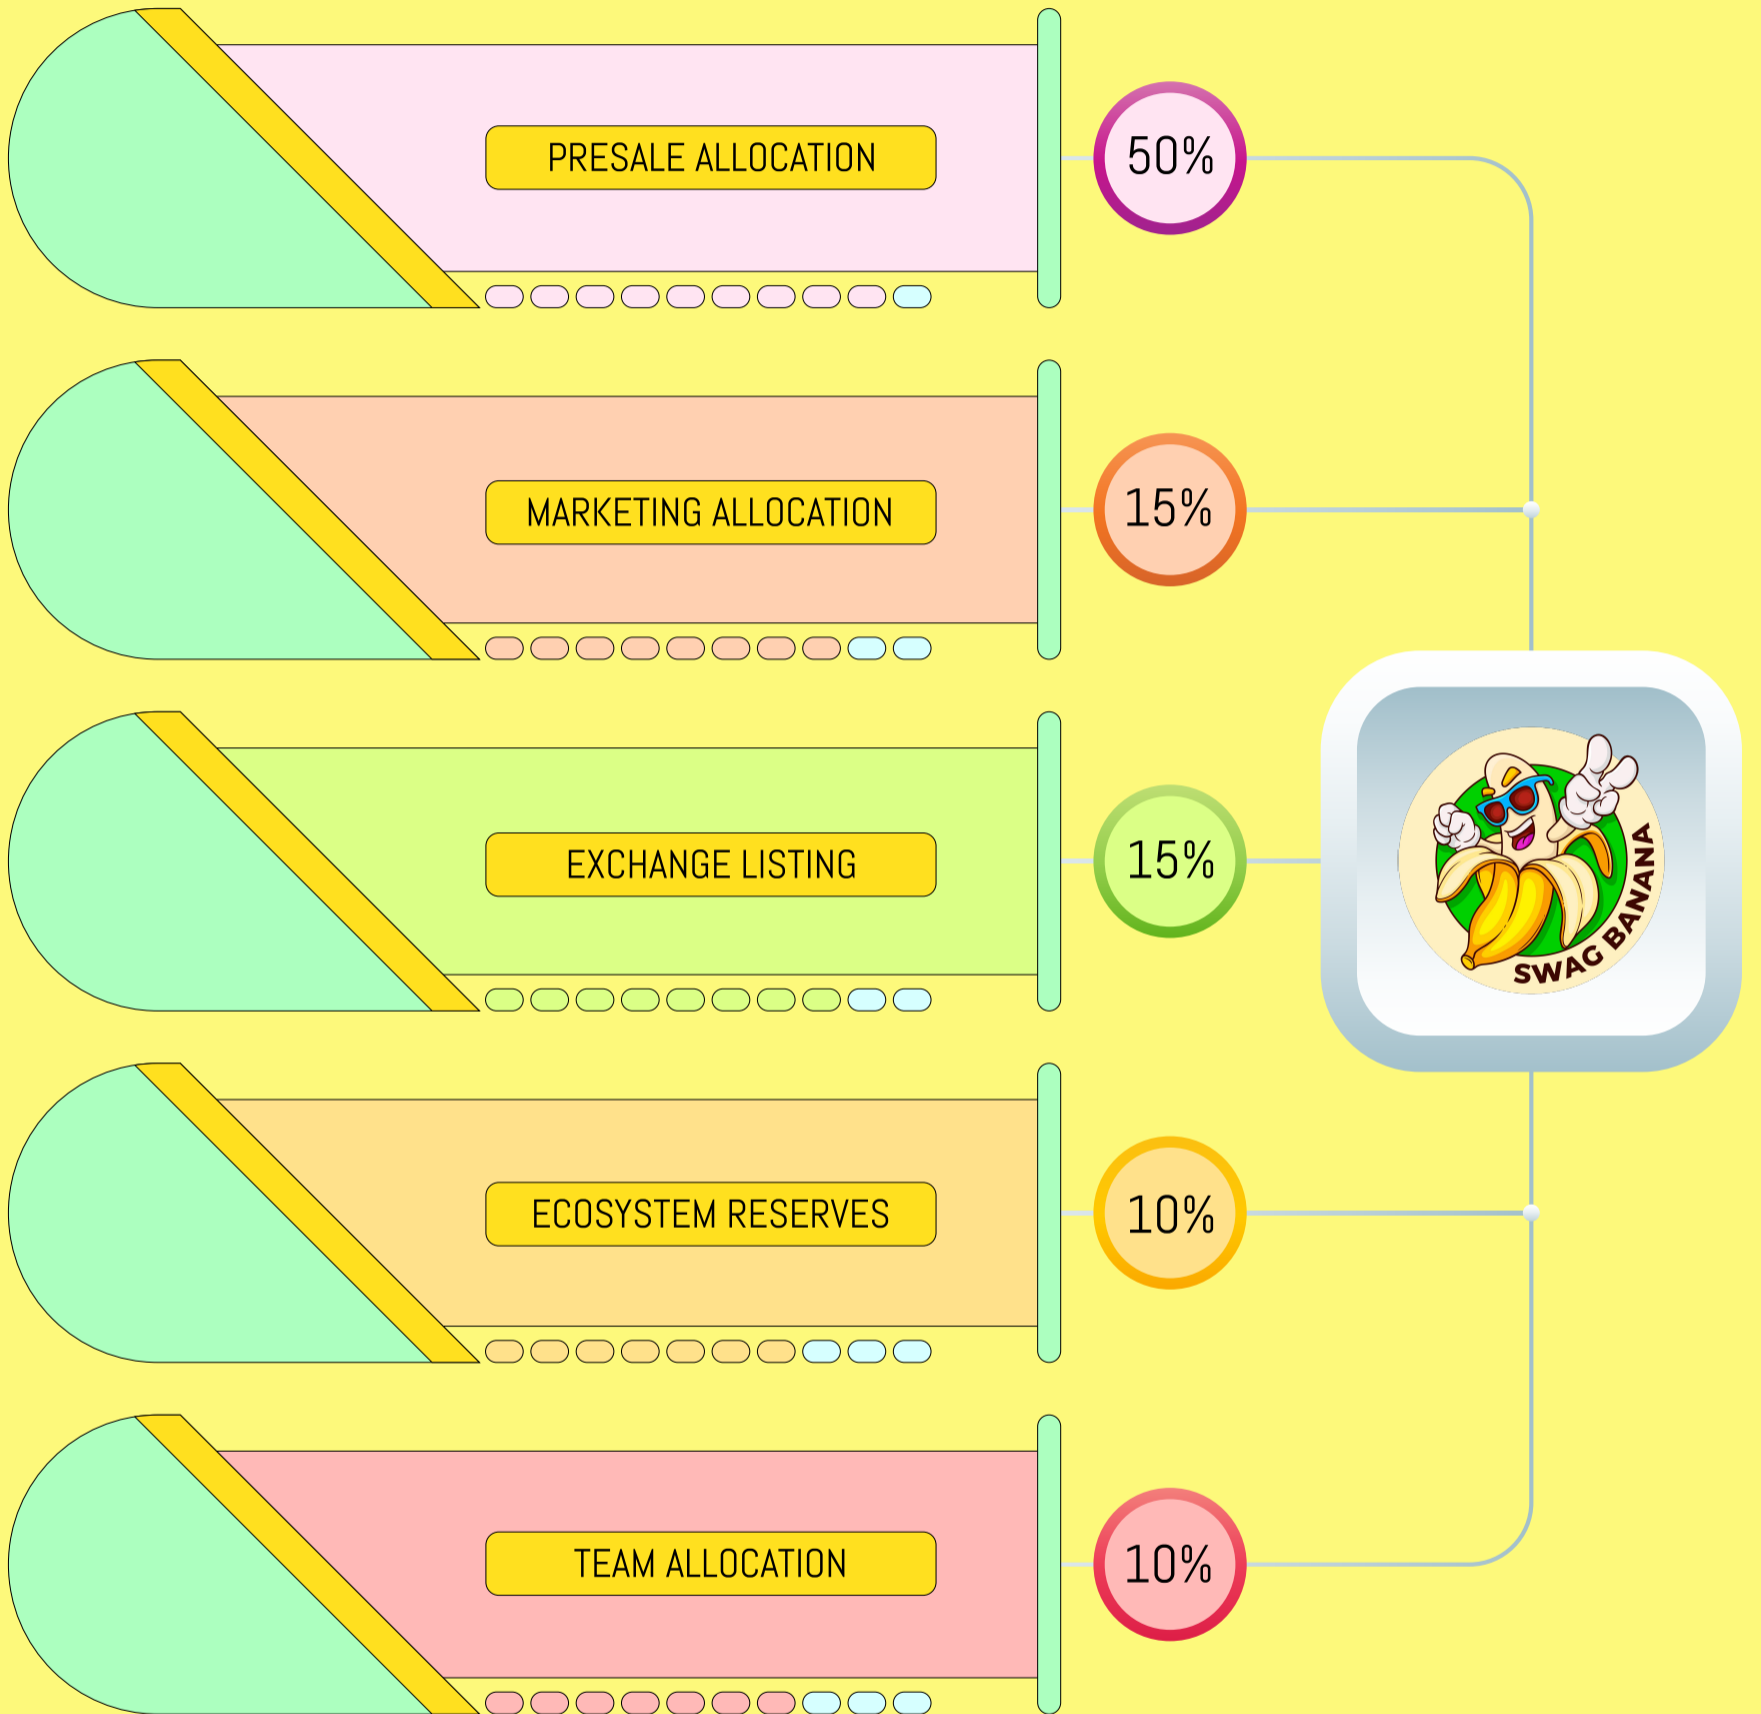 PRESALE ALLOCATION
50%
MARKETING ALLOCATION
15%
EXCHANGE LISTING
15%
SWAG BANANA
ECOSYSTEM RESERVES
10%
TEAM ALLOCATION
10%